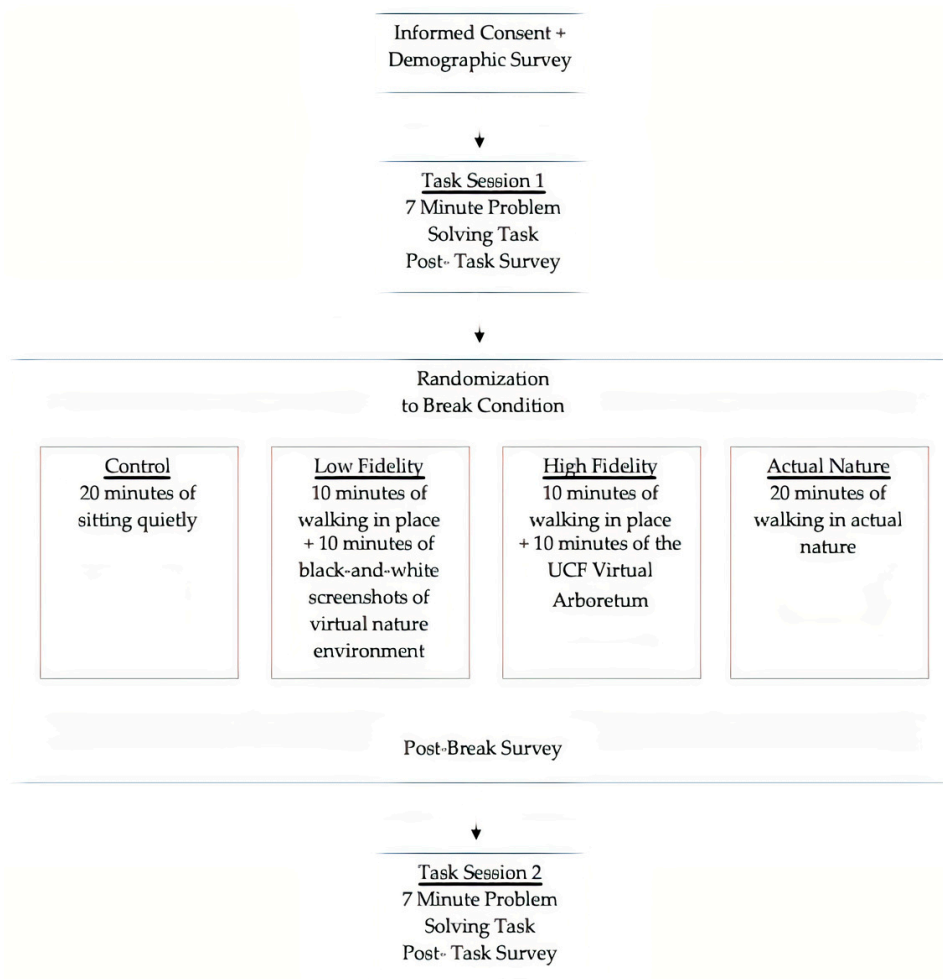 Informed Consent +
Demographic Survey
Task Session 1
7 Minute Problem
Solving Task
Post- Task Survey
Randomization
to Break Condition
Control
20 minutes of
sitting quietly
Low Fidelity
10 minutes of
walking in place
+ 10 minutes of
black-and-white
screenshots of
virtual nature
environment
High Fidelity
10 minutes of
walking in place
+ 10 minutes of the
UCF Virtual
Arboretum
Actual Nature
20 minutes of
walking in actual
nature
Post-Break Survey
Task Session 2
7 Minute Problem
Solving Task
Post- Task Survey